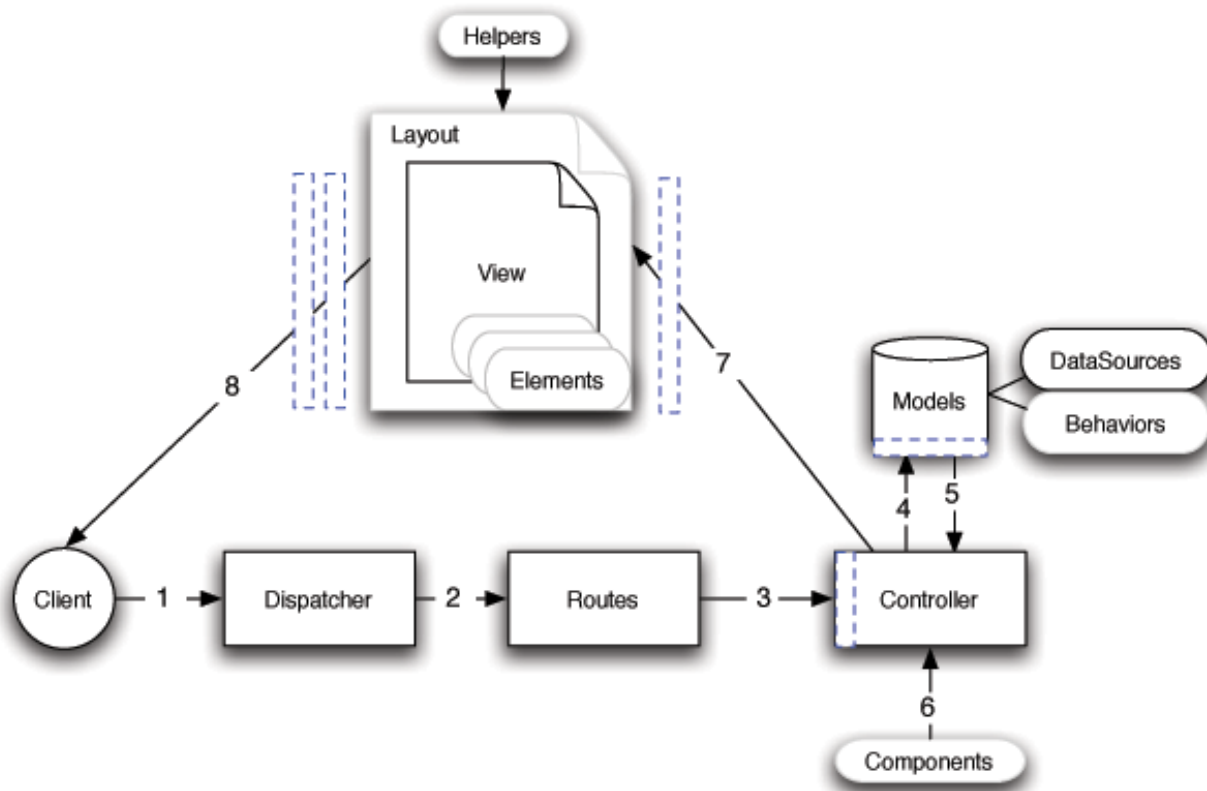 Helpers
Layout
View
Elements
8
7
Models
DataSources
Behaviors
4
5
Client
1
Dispatcher
2
Routes
3
Controller
6
Components